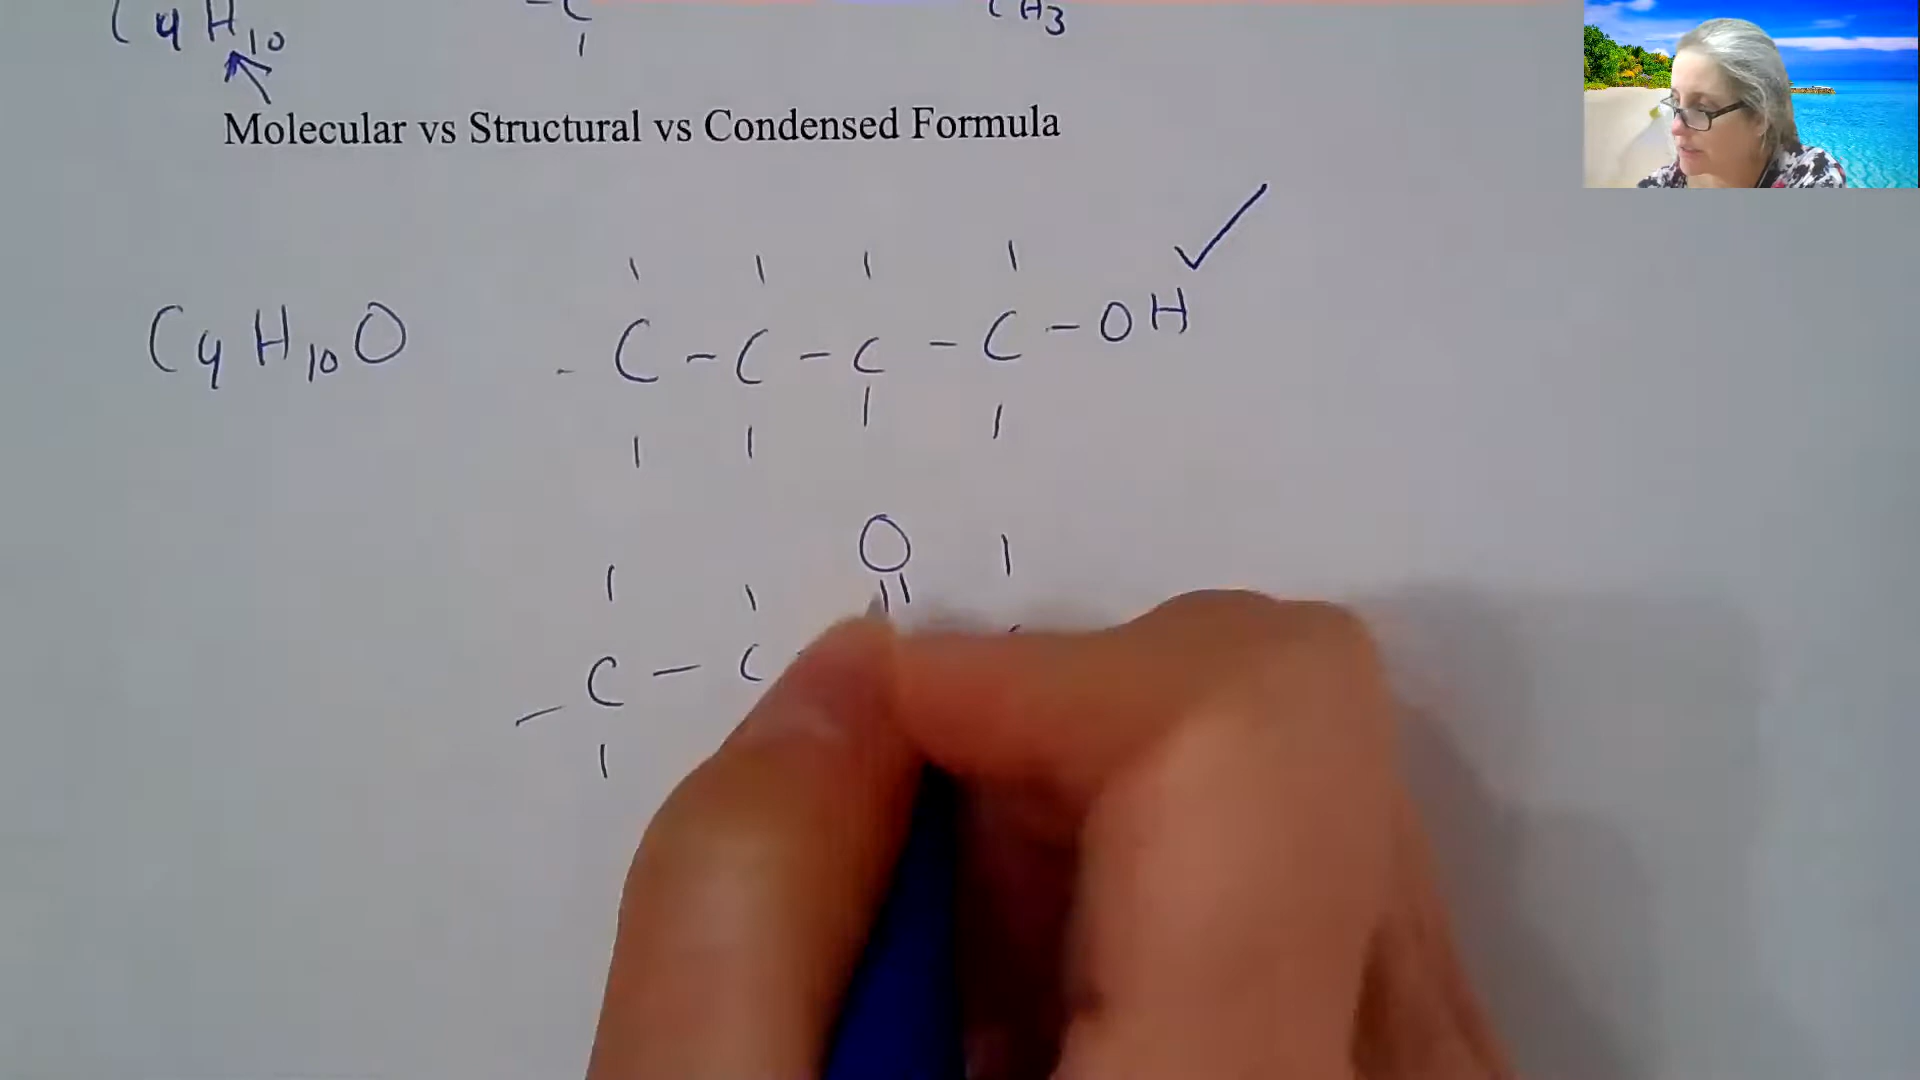 C4H10 -C CH3
Molecular vs Structural vs Condensed Formula
C4H10O - C - C - C - C - OH
O
- C - C